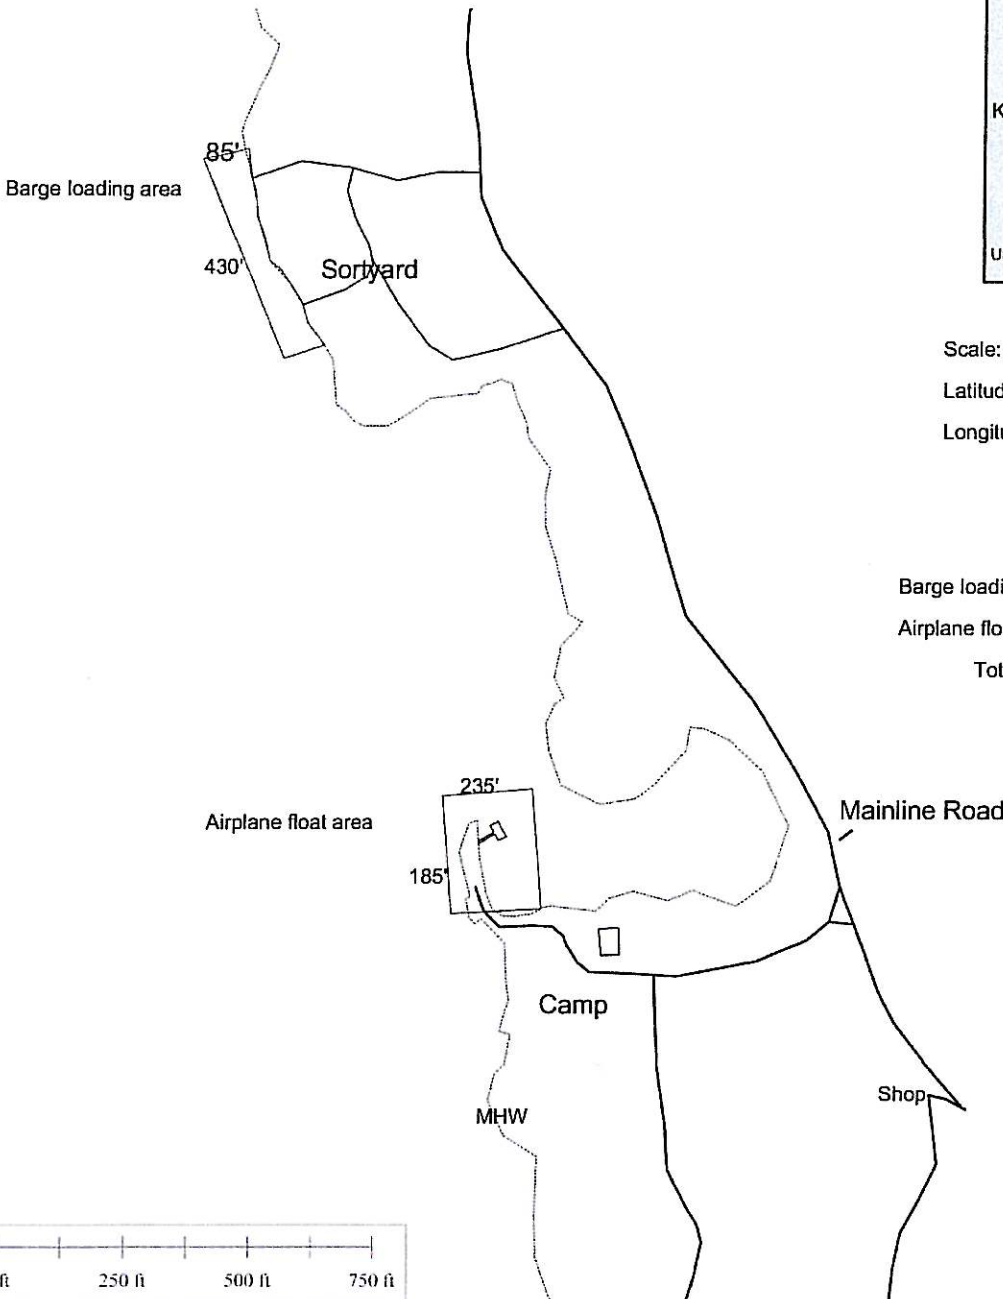 85'
Barge loading area
430'
Sortyard
K
U
Scale:
Latitud
Longitu
Barge loadi
Airplane flo
Tot
235'
Airplane float area
185'
Mainline Road
Camp
Shop
MHW
ft 250 ft 500 ft 750 ft